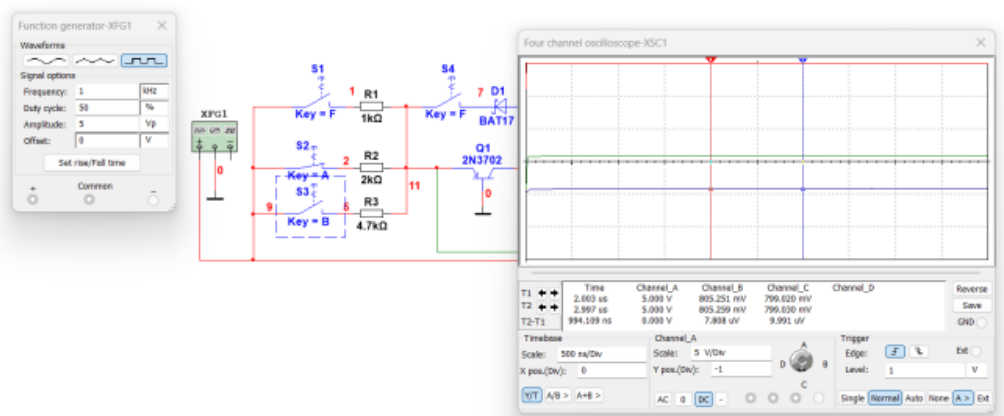 Function generator-XFG1
Waveforms
Signal options
Frequency: 1 kHz
Duty cycle: 50 %
Amplitude: 5 Vp
Offset: 0 V
Set rise/Fall time
+ Common −
XFG1
0
S1
Key = F
1
R1
1kΩ
S4
Key = F
7
D1
BAT17
S2
Key = A
2
R2
2kΩ
Q1
2N3702
0
11
S3
9
Key = B
R3
4.7kΩ
Four channel oscilloscope-XSC1
Time Channel_A Channel_B Channel_C Channel_D
T1 2.003 us 5.000 V 805.251 mV 799.020 mV
T2 2.997 us 5.000 V 805.259 mV 799.030 mV
T2-T1 994.109 ns 0.000 V 7.808 uV 9.991 uV
Reverse
Save
GND
Timebase
Scale: 500 ns/Div
X pos.(Div): 0
Y/T A/B > A+B >
Channel_A
Scale: 5 V/Div
Y pos.(Div): -1
AC 0 DC -
A
B
C
D
Trigger
Edge: Ext
Level: 1 V
Single Normal Auto None A > Ext